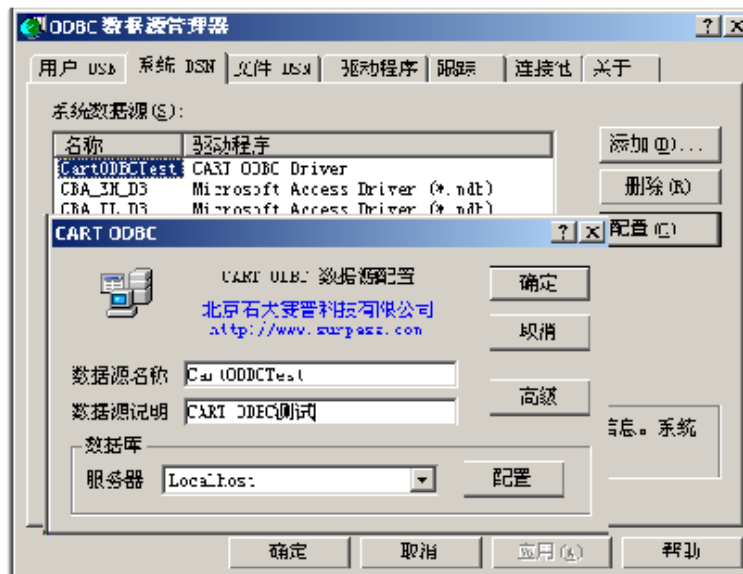 ODBC 数据源管理器
用户 DSN 系统 DSN 文件 DSN 驱动程序 跟踪 连接池 关于
系统数据源(S):
名称 驱动程序
添加(D)...
CartODBCTest CART ODBC Driver
Microsoft Access Driver (*.mdb)
删除(R)
Microsoft Access Driver (*.mdb)
配置(C)
CART ODBC
CART ODBC 数据源配置
确定
北京石大赛普科技有限公司
http://www.surpass.com
取消
数据源名称 CartODBCTest
高级
数据源说明 CART ODBC测试
信息。系统
数据库
服务器 Localhost 配置
确定 取消 应用(A) 帮助